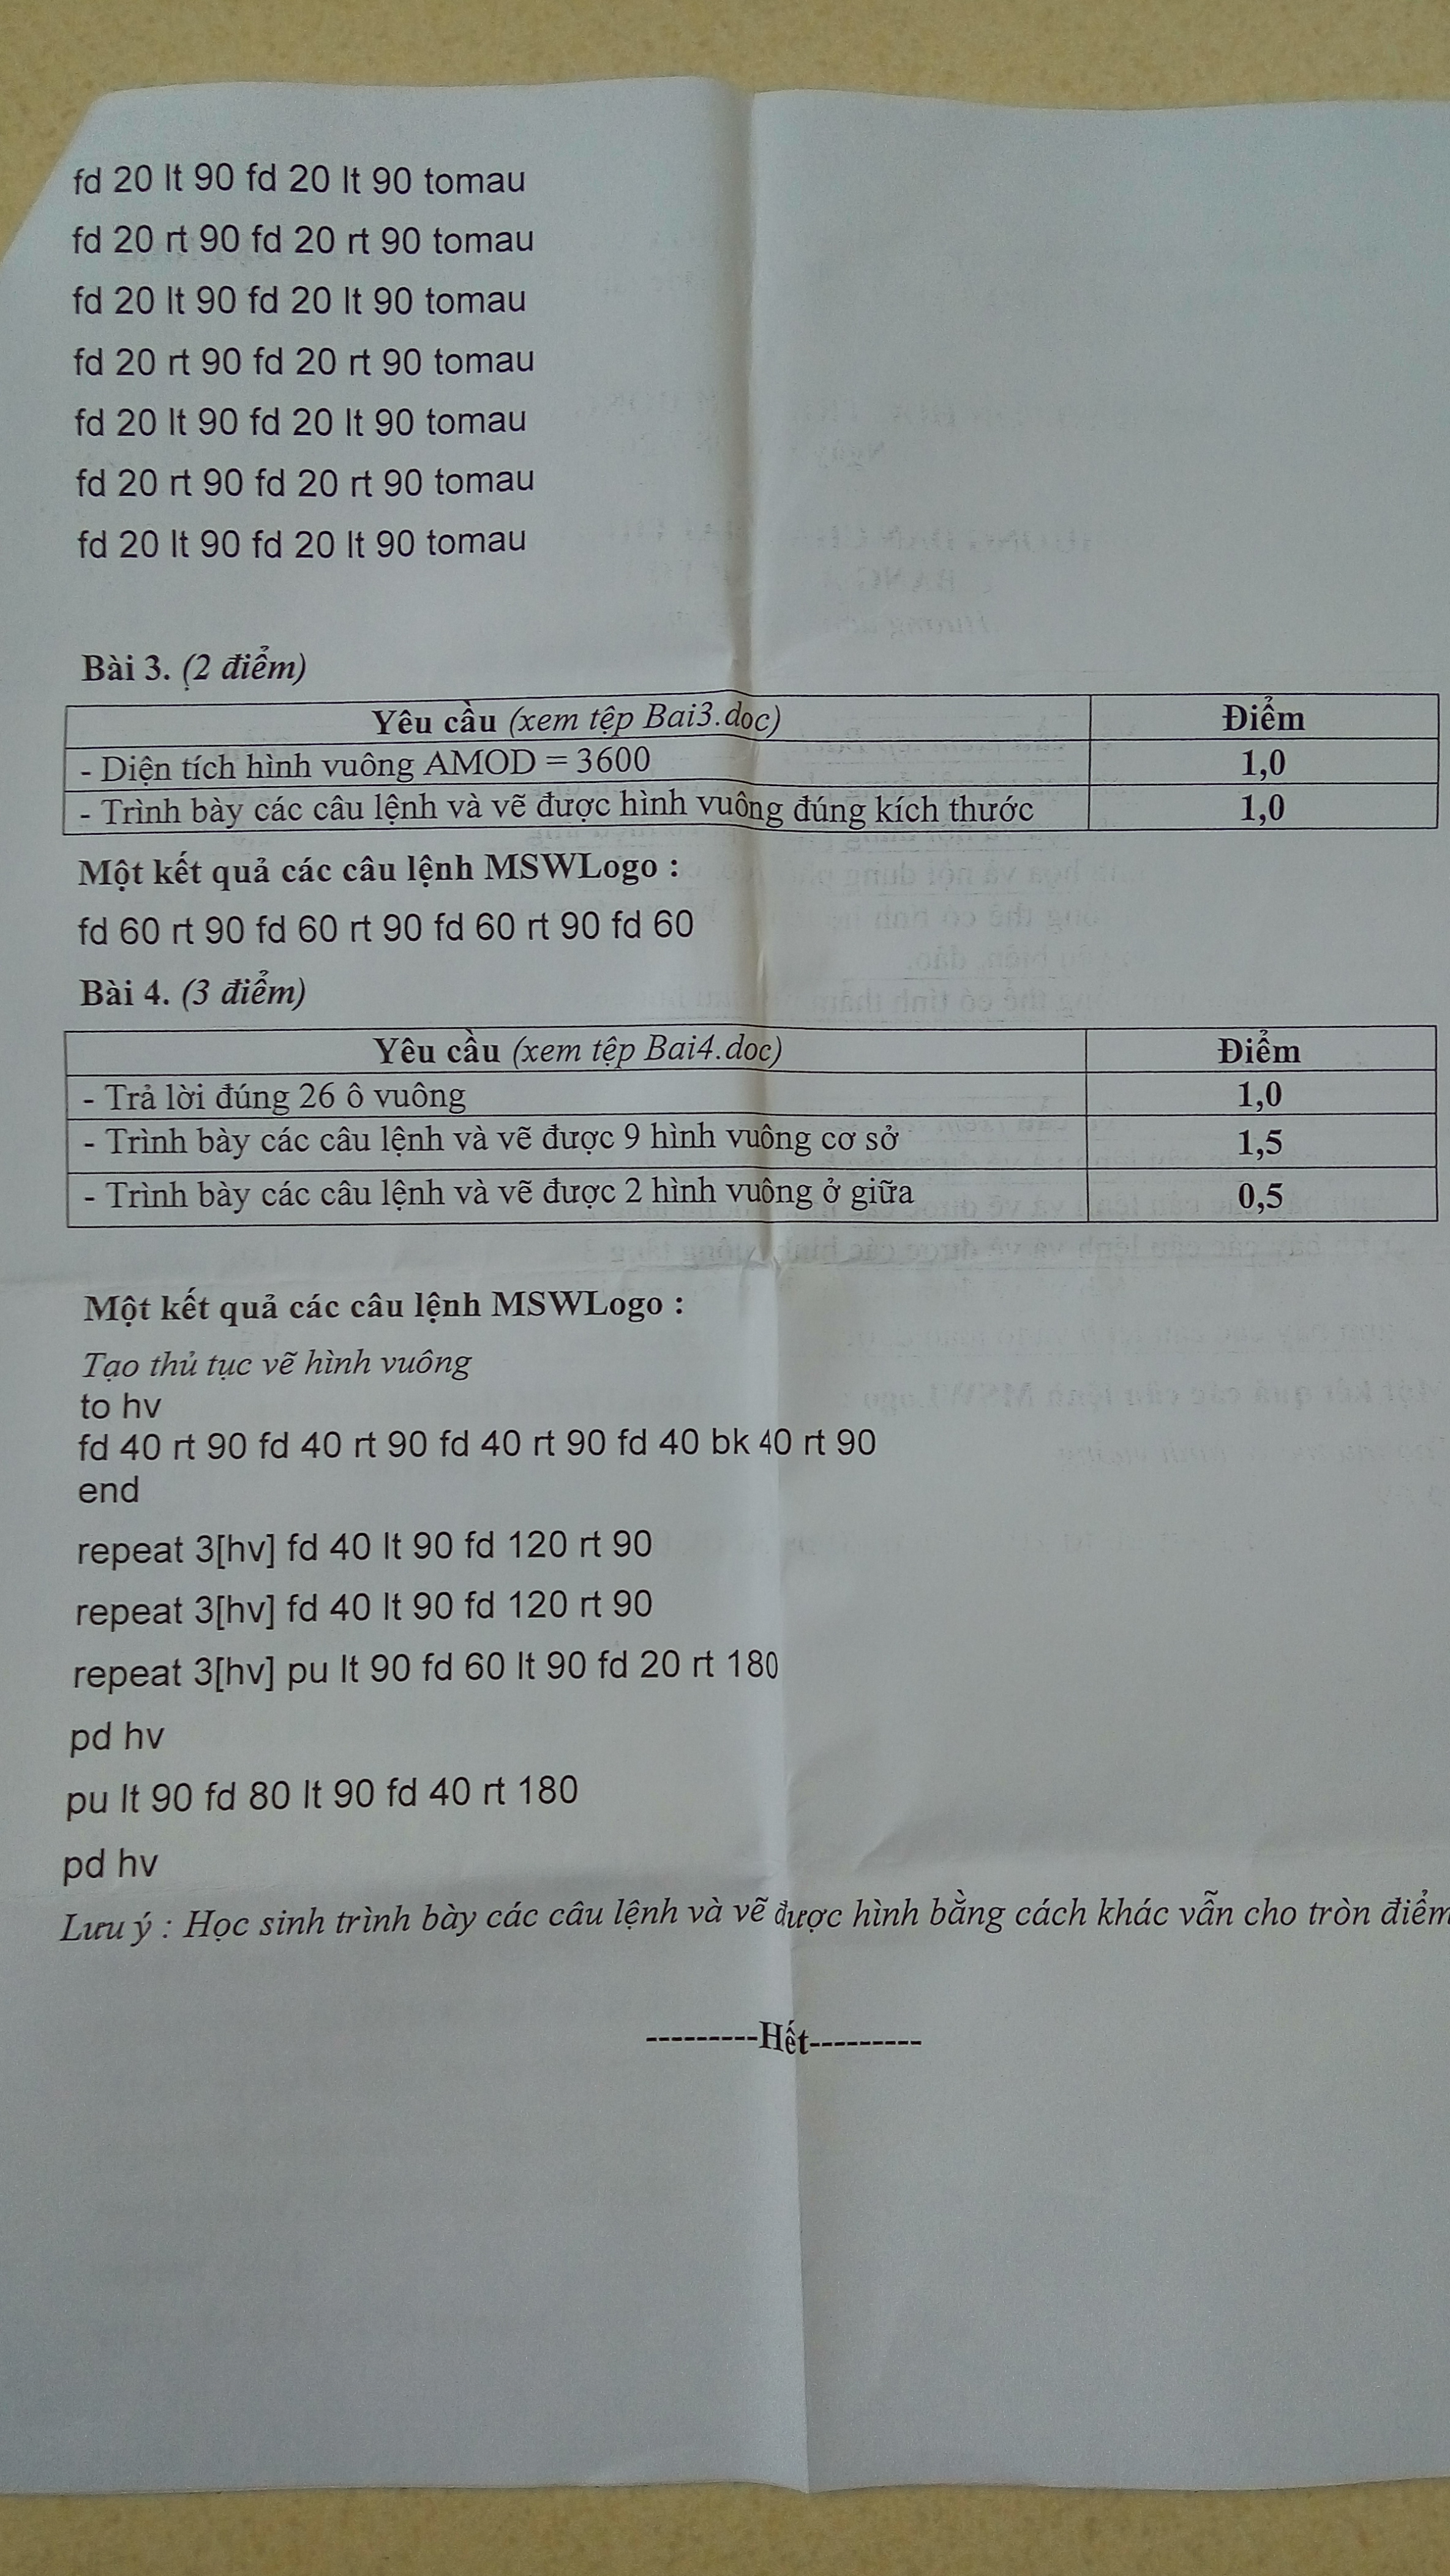 fd 20 lt 90 fd 20 lt 90 tomau
fd 20 rt 90 fd 20 rt 90 tomau
fd 20 lt 90 fd 20 lt 90 tomau
fd 20 rt 90 fd 20 rt 90 tomau
fd 20 lt 90 fd 20 lt 90 tomau
fd 20 rt 90 fd 20 rt 90 tomau
fd 20 lt 90 fd 20 lt 90 tomau
Bài 3. (2 điểm)
Yêu cầu (xem tệp Bai3.doc) Điểm
- Diện tích hình vuông AMOD = 3600 1,0
- Trình bày các câu lệnh và vẽ được hình vuông đúng kích thước 1,0
Một kết quả các câu lệnh MSWLogo :
fd 60 rt 90 fd 60 rt 90 fd 60 rt 90 fd 60
Bài 4. (3 điểm)
Yêu cầu (xem tệp Bai4.doc) Điểm
- Trả lời đúng 26 ô vuông 1,0
- Trình bày các câu lệnh và vẽ được 9 hình vuông cơ sở 1,5
- Trình bày các câu lệnh và vẽ được 2 hình vuông ở giữa 0,5
Một kết quả các câu lệnh MSWLogo :
Tạo thủ tục vẽ hình vuông
to hv
fd 40 rt 90 fd 40 rt 90 fd 40 rt 90 fd 40 bk 40 rt 90
end
repeat 3[hv] fd 40 lt 90 fd 120 rt 90
repeat 3[hv] fd 40 lt 90 fd 120 rt 90
repeat 3[hv] pu lt 90 fd 60 lt 90 fd 20 rt 180
pd hv
pu lt 90 fd 80 lt 90 fd 40 rt 180
pd hv
Lưu ý : Học sinh trình bày các câu lệnh và vẽ được hình bằng cách khác vẫn cho tròn điểm
---------Hết---------